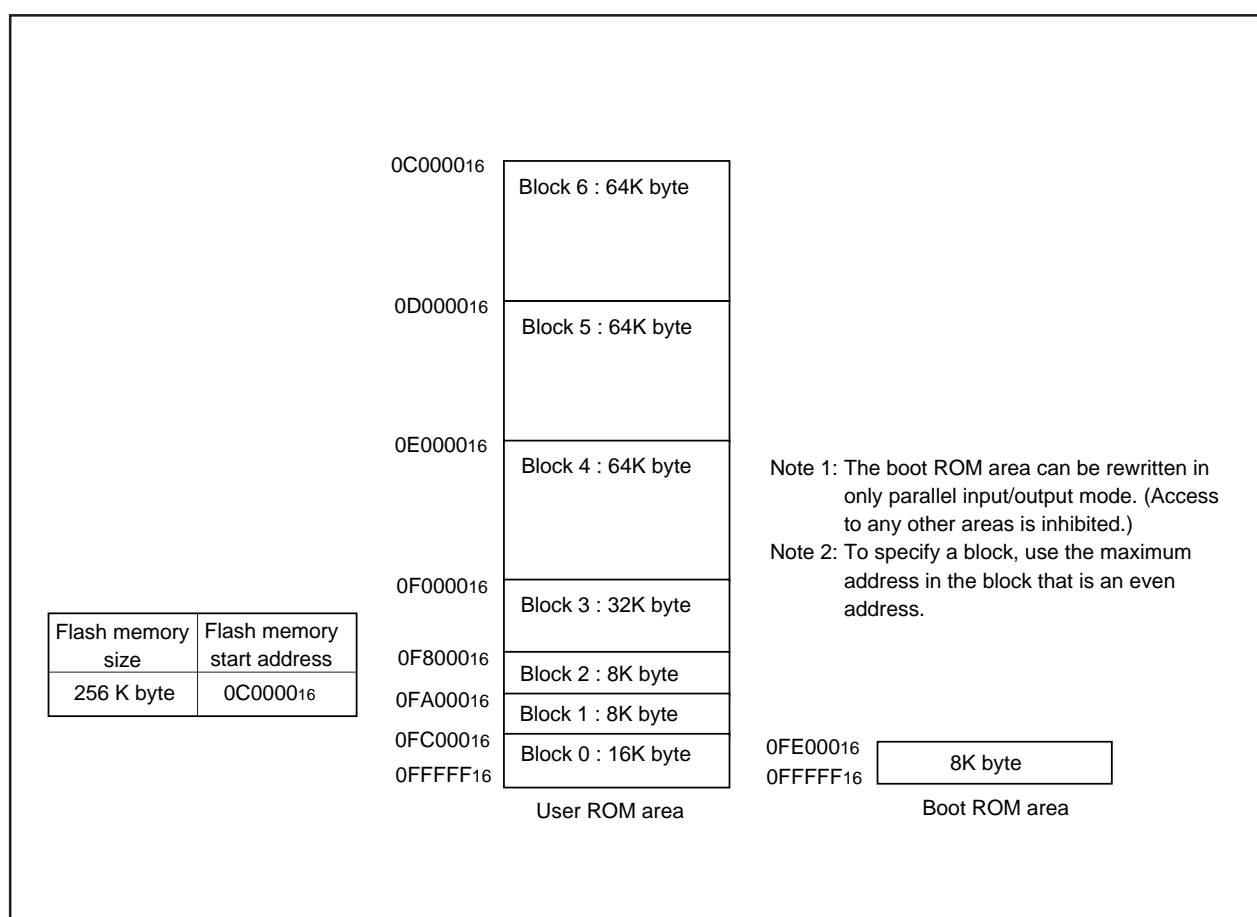 0C000016
Block 6 : 64K byte
0D000016
Block 5 : 64K byte
0E000016
Block 4 : 64K byte
0F000016
Block 3 : 32K byte
0F800016
Block 2 : 8K byte
0FA00016
Block 1 : 8K byte
0FC00016
Block 0 : 16K byte
0FFFFF16
User ROM area
Flash memory size
Flash memory start address
256 K byte
0C000016
Note 1: The boot ROM area can be rewritten in
only parallel input/output mode. (Access
to any other areas is inhibited.)
Note 2: To specify a block, use the maximum
address in the block that is an even
address.
0FE00016
8K byte
0FFFFF16
Boot ROM area